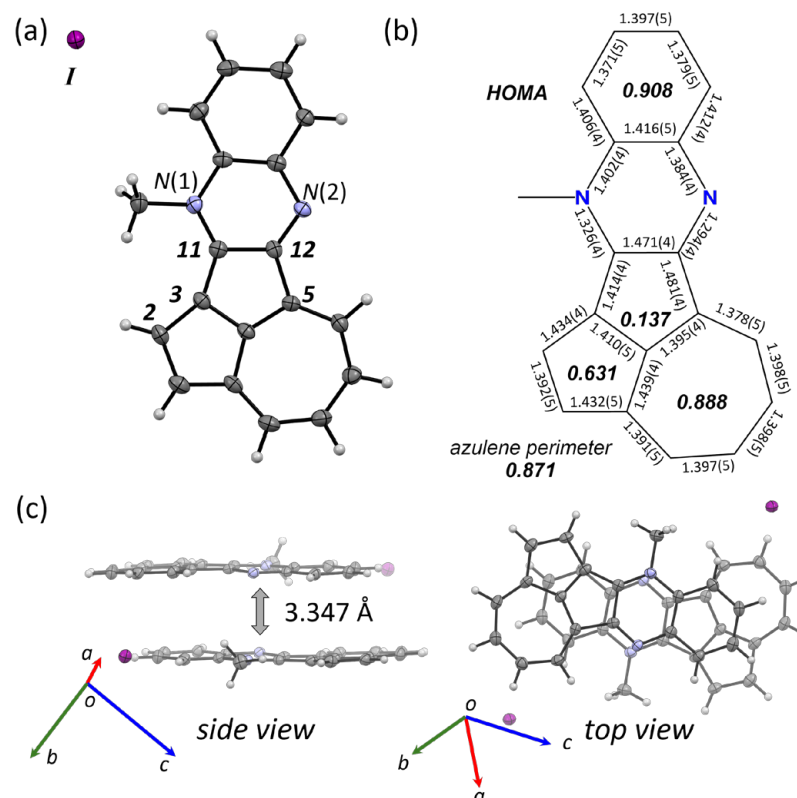 (a)
I
N(1)
N(2)
11
12
3
5
2
(b)
HOMA
1.397(5)
1.371(5)
1.379(5)
0.908
1.406(4)
1.416(5)
1.412(4)
1.402(4)
1.384(4)
N
N
1.326(4)
1.471(4)
1.294(4)
1.414(4)
1.481(4)
1.434(4)
0.137
1.378(5)
1.410(5)
1.395(4)
1.392(5)
0.631
1.439(4)
0.888
1.398(5)
1.432(5)
1.398(5)
1.391(5)
1.397(5)
azulene perimeter
0.871
(c)
3.347 Å
a
o
b
c
side view
o
b
c
a
top view